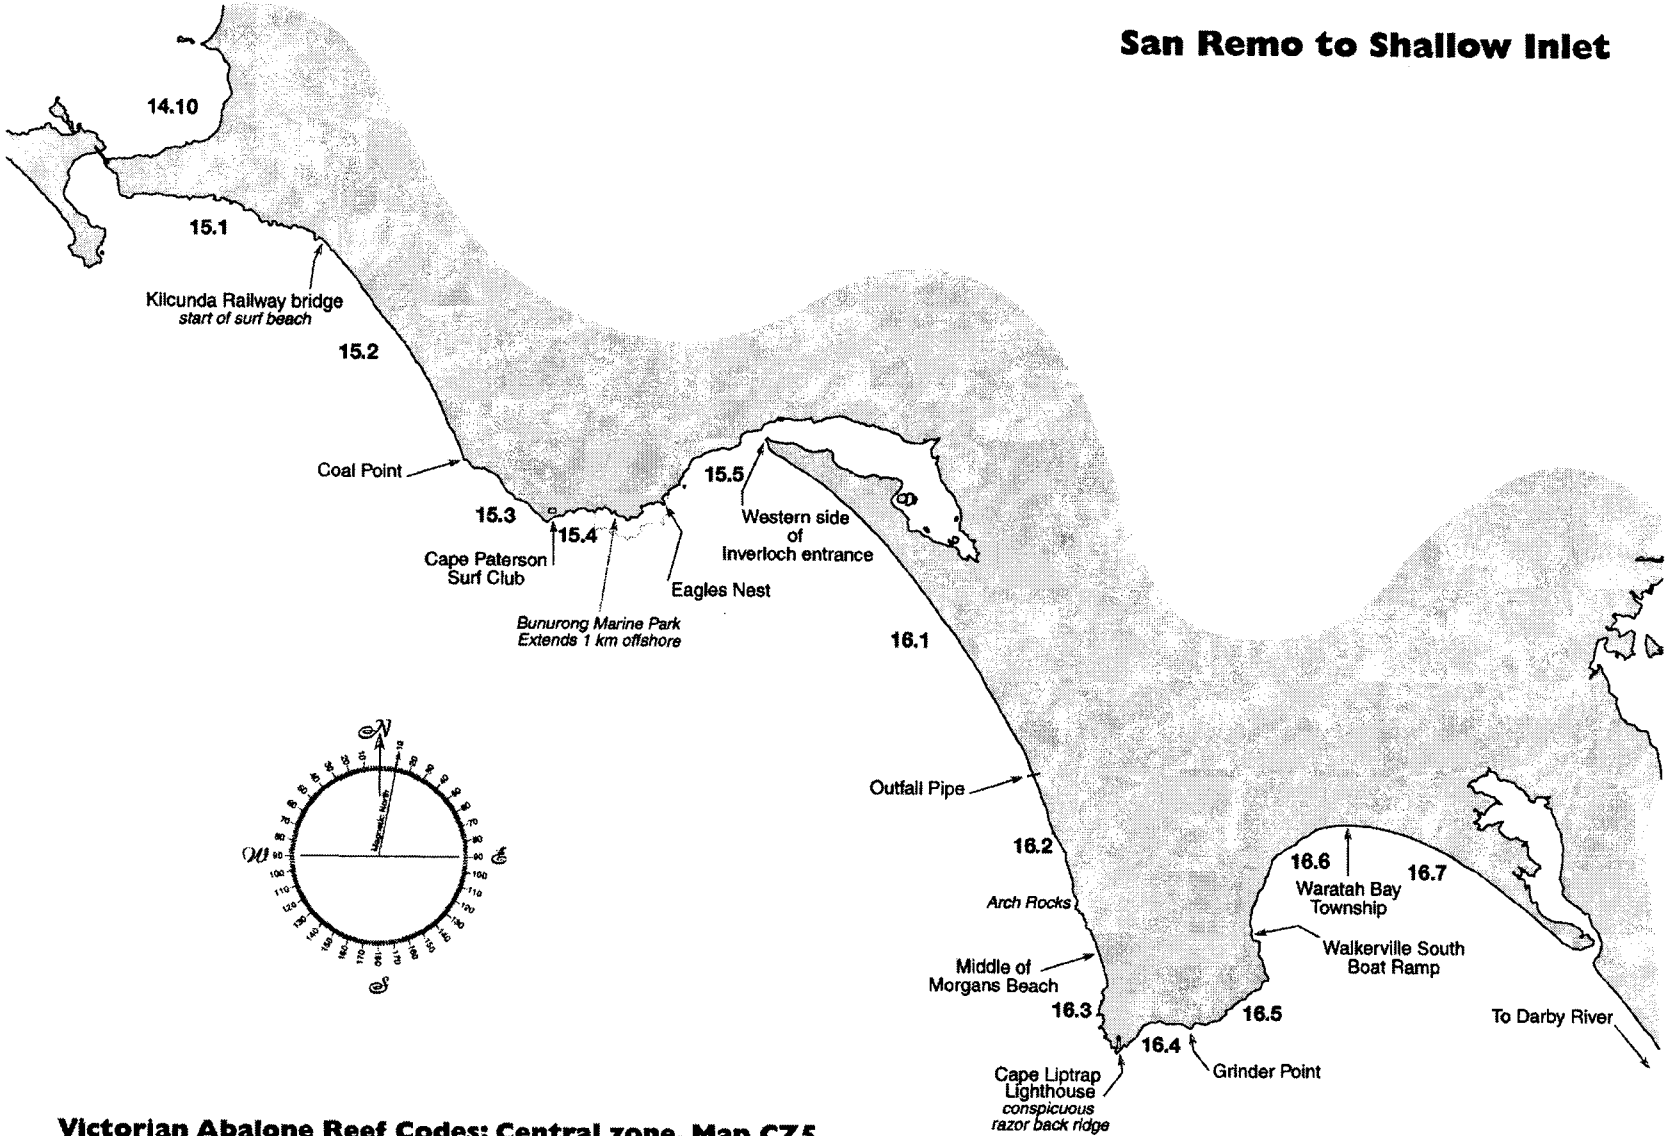 San Remo to Shallow Inlet
14.10
15.1
Kilcunda Railway bridge
start of surf beach
15.2
Coal Point
15.3
15.4
15.5
Cape Paterson
Surf Club
Western side
of
Inverloch entrance
Eagles Nest
Bunurong Marine Park
Extends 1 km offshore
16.1
Outfall Pipe
16.2
Arch Rocks
Middle of
Morgans Beach
16.3
16.4
16.5
16.6
16.7
Waratah Bay
Township
Walkerville South
Boat Ramp
To Darby River
Grinder Point
Cape Liptrap
Lighthouse
conspicuous
razor back ridge
N
Magnetic North
W
S
Victorian Abalone Reef Codes: Central zone, Map CZ5